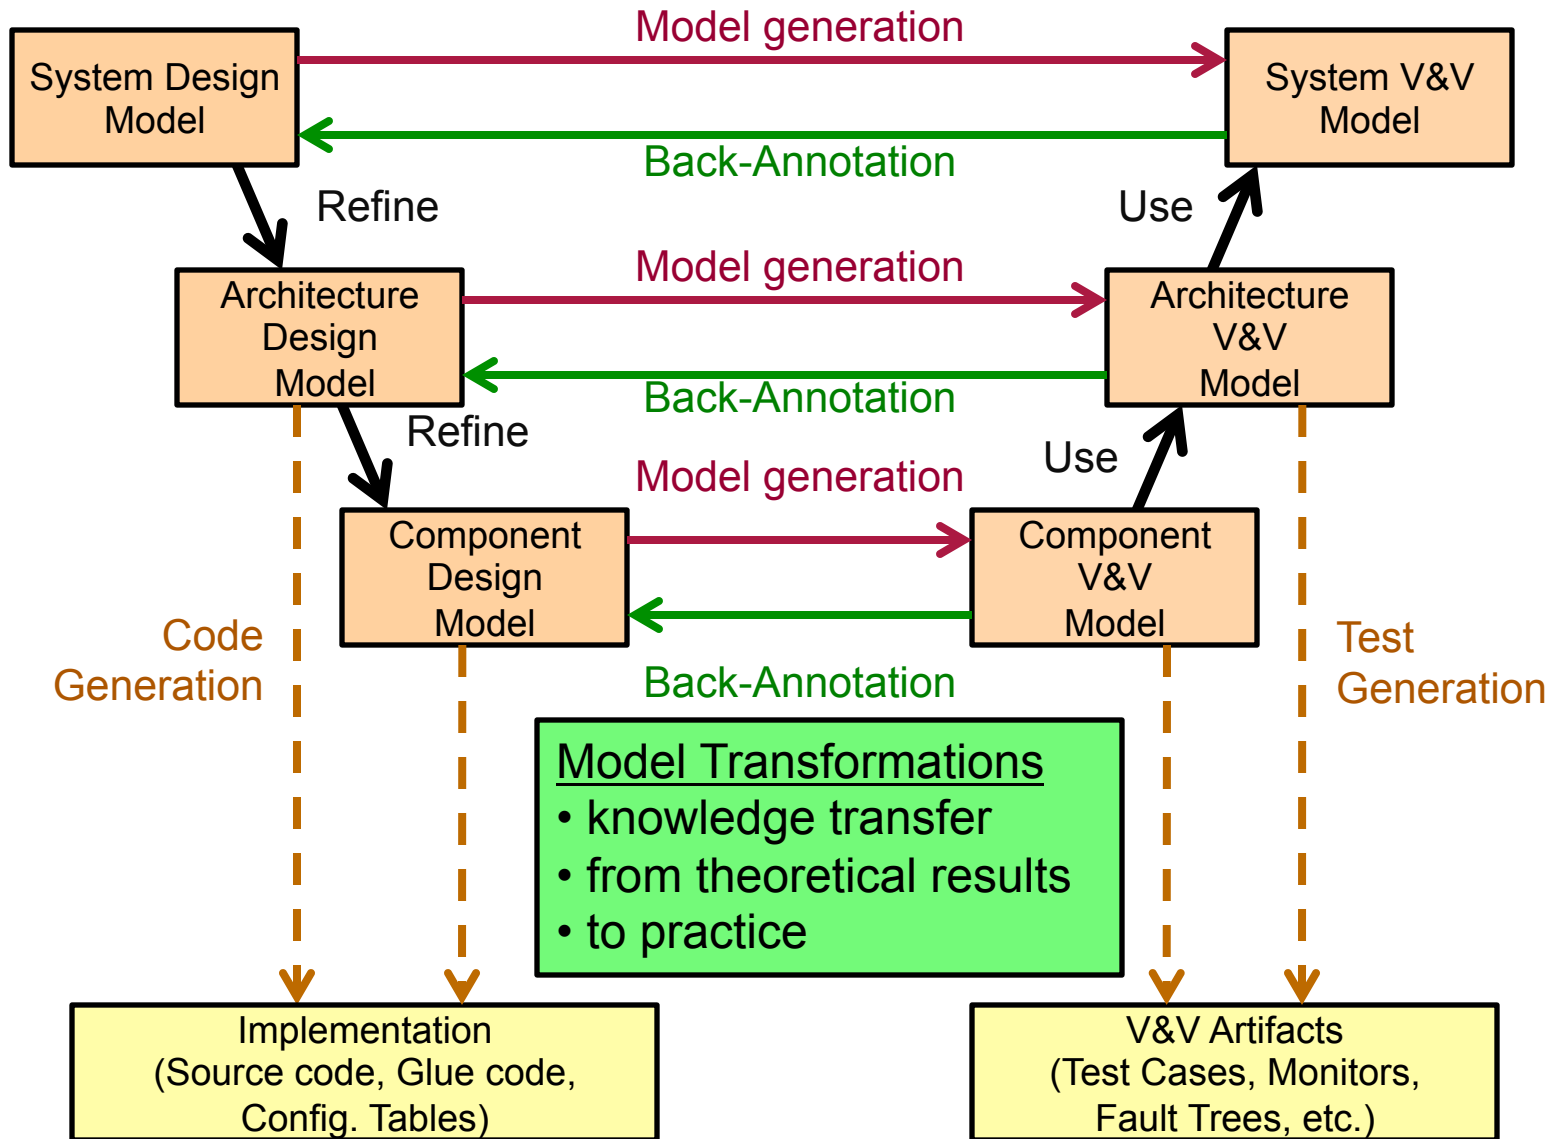 Model generation
System Design
Model
System V&V
Model
Back-Annotation
Refine
Use
Model generation
Architecture
Design
Model
Architecture
V&V
Model
Back-Annotation
Refine
Use
Model generation
Component
Design
Model
Component
V&V
Model
Code
Generation
Test
Generation
Back-Annotation
Model Transformations
• knowledge transfer
• from theoretical results
• to practice
Implementation
(Source code, Glue code,
Config. Tables)
V&V Artifacts
(Test Cases, Monitors,
Fault Trees, etc.)